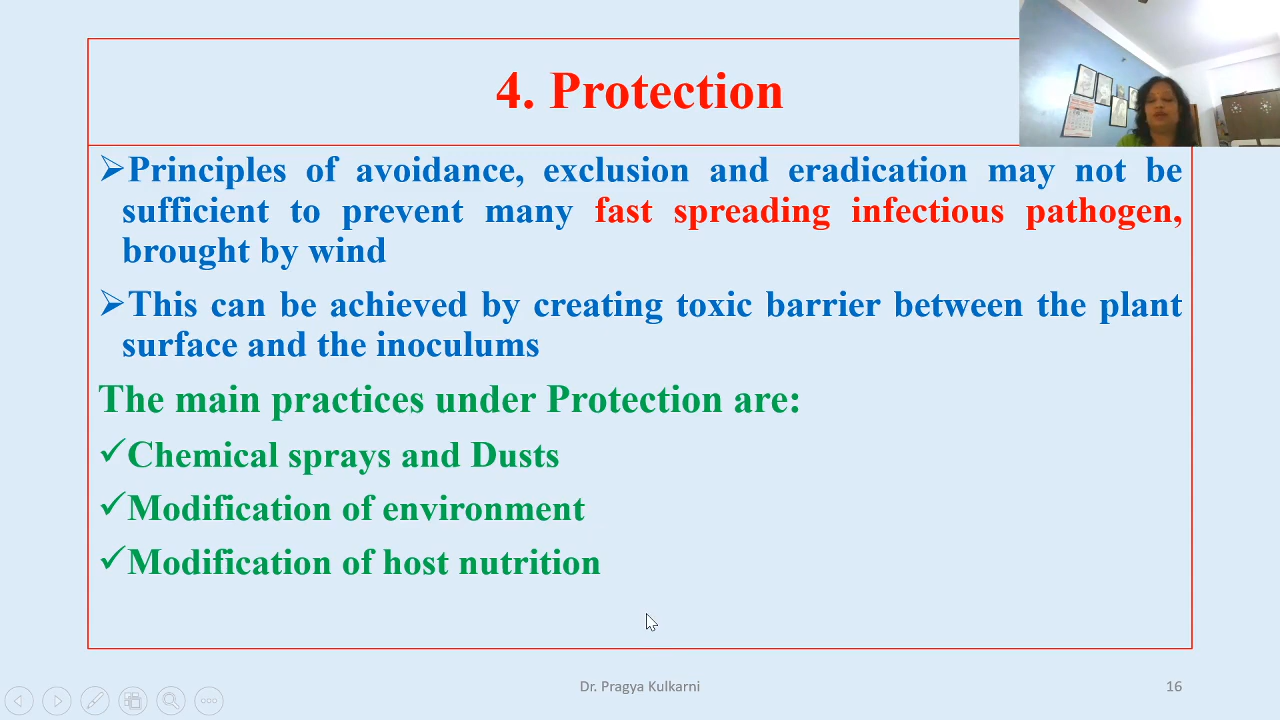 4. Protection
➢Principles of avoidance, exclusion and eradication may not be
sufficient to prevent many fast spreading infectious pathogen,
brought by wind
➢This can be achieved by creating toxic barrier between the plant
surface and the inoculums
The main practices under Protection are:
✓Chemical sprays and Dusts
✓Modification of environment
✓Modification of host nutrition
Dr. Pragya Kulkarni
16